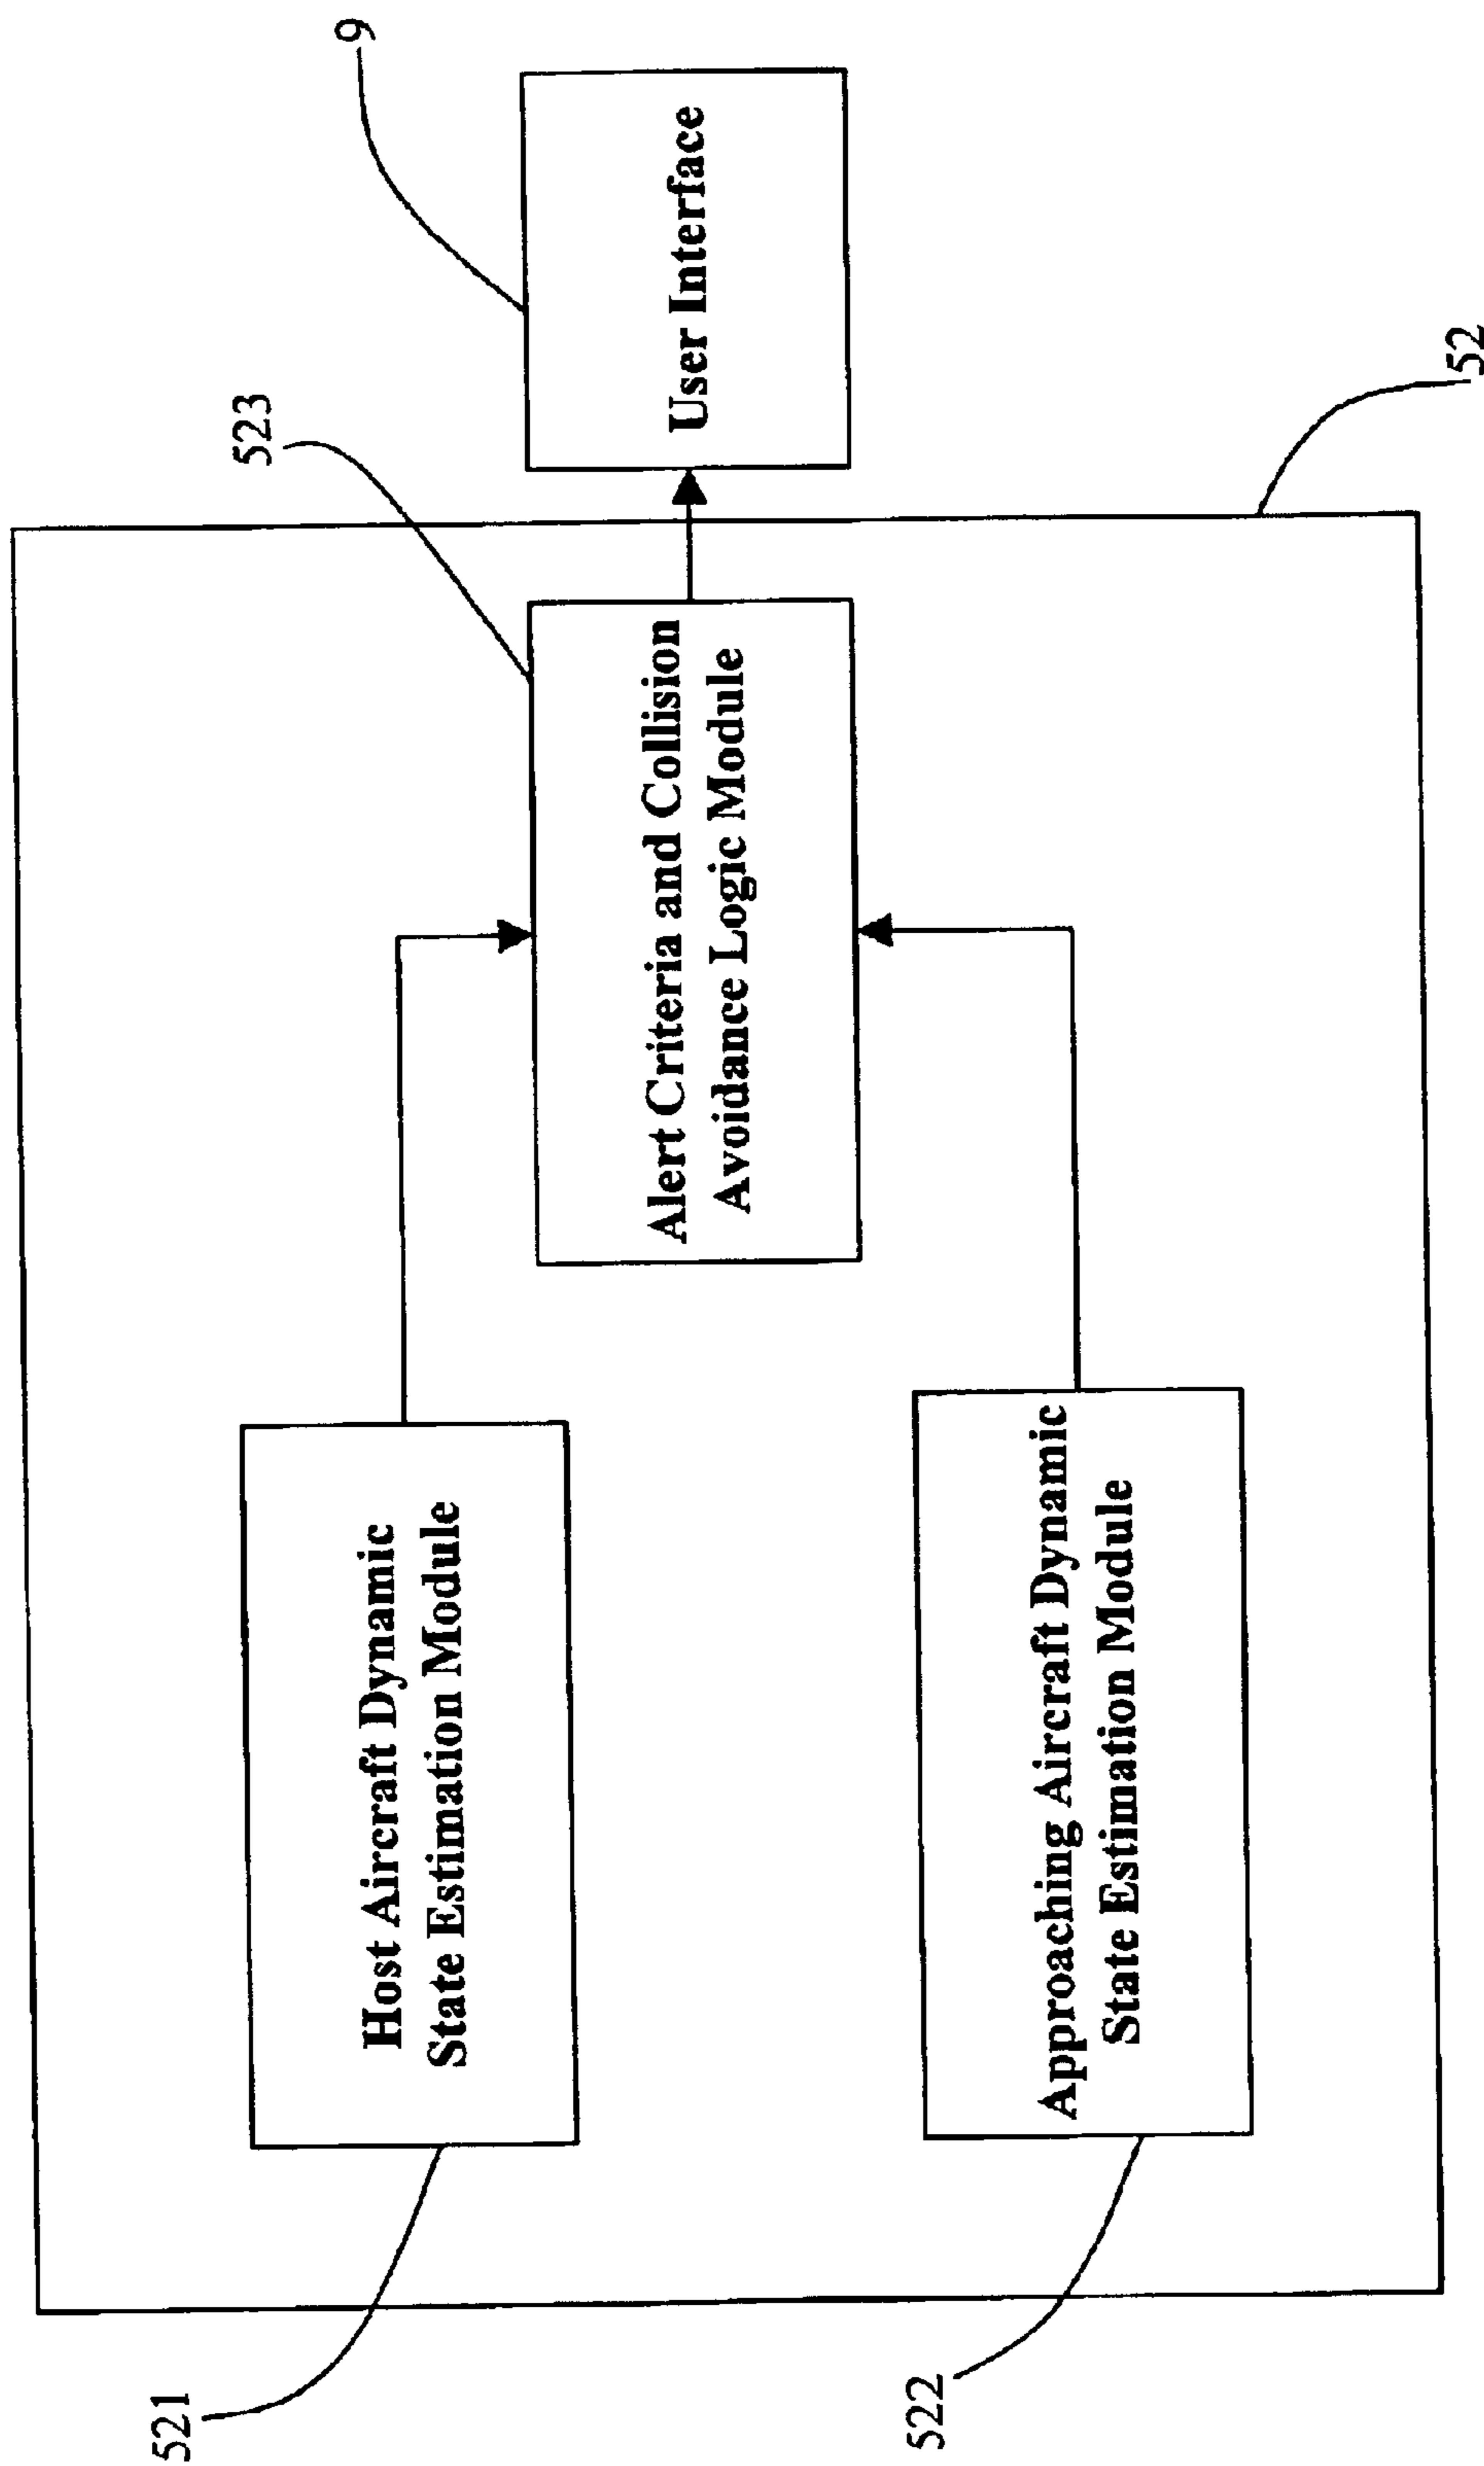 521
Host Aircraft Dynamic
State Estimation Module
522
Approaching Aircraft Dynamic
State Estimation Module
523
Alert Criteria and Collision
Avoidance Logic Module
9
User Interface
52